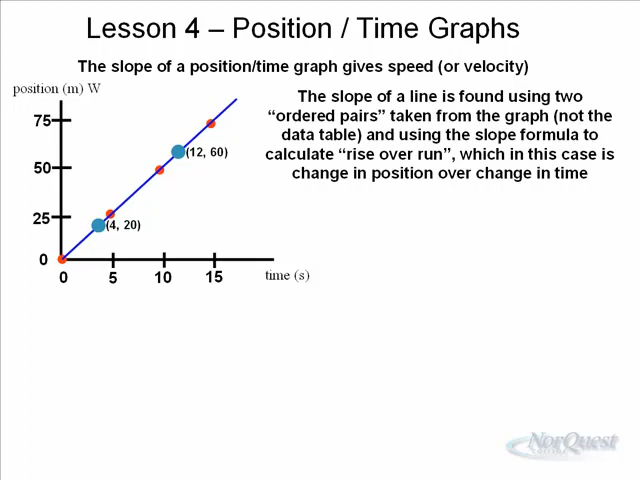 Lesson 4 – Position / Time Graphs
The slope of a position/time graph gives speed (or velocity)
position (m) W
The slope of a line is found using two
“ordered pairs” taken from the graph (not the
data table) and using the slope formula to
calculate “rise over run”, which in this case is
change in position over change in time
75
50
25
0
(12, 60)
(4, 20)
0 5 10 15 time (s)
NorQuest